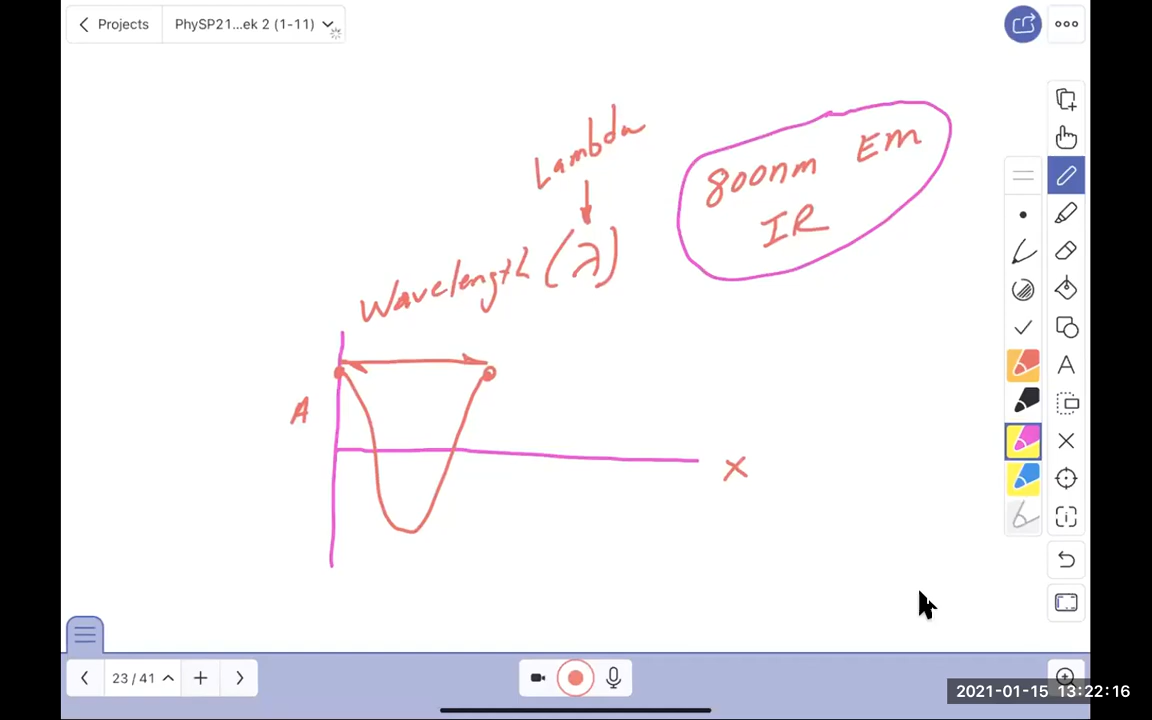 Projects
PhySP21...ek 2 (1-11)
Lambda
800nm EM
IR
Wavelength (λ)
A
X
A
23 / 41
2021-01-15 13:22:16